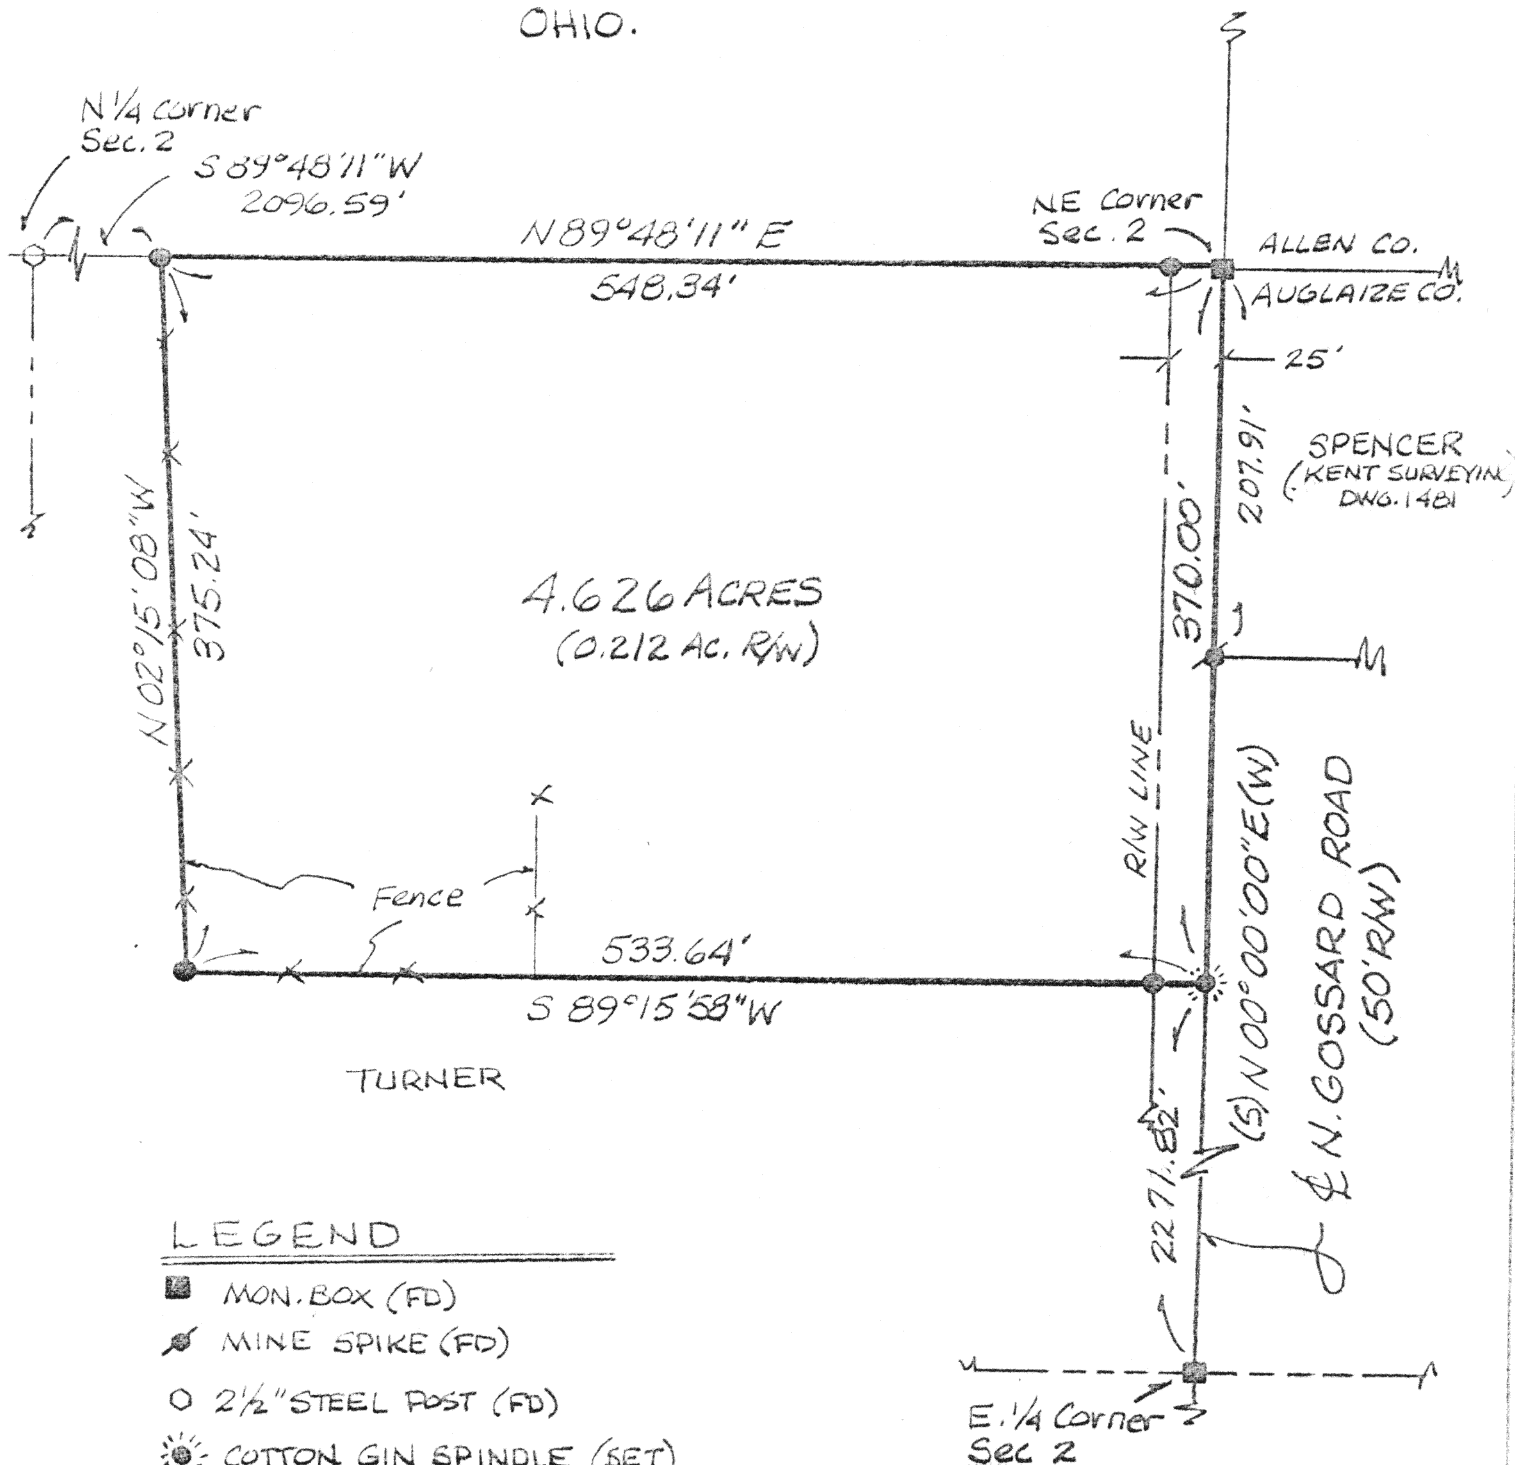 OHIO.
N 1/4 Corner
Sec. 2
S 89°48'11" W
2096.59'
N 89°48'11" E
548.34'
NE Corner
Sec. 2
ALLEN CO.
AUGLAIZE CO.
25'
207.91'
SPENCER
(KENT SURVEYING)
DWG. 1481
370.00'
N 02°15'08" W
375.24'
4.626 ACRES
(0.212 AC. R/W)
R/W LINE
Fence
533.64'
S 89°15'58" W
TURNER
(S) N 00°00'00" E (W)
℄ N. GOSSARD ROAD
(50' R/W)
2271.82'
LEGEND
MON. BOX (FD)
MINE SPIKE (FD)
2 1/2" STEEL POST (FD)
COTTON GIN SPINDLE (SET)
E. 1/4 Corner
Sec 2